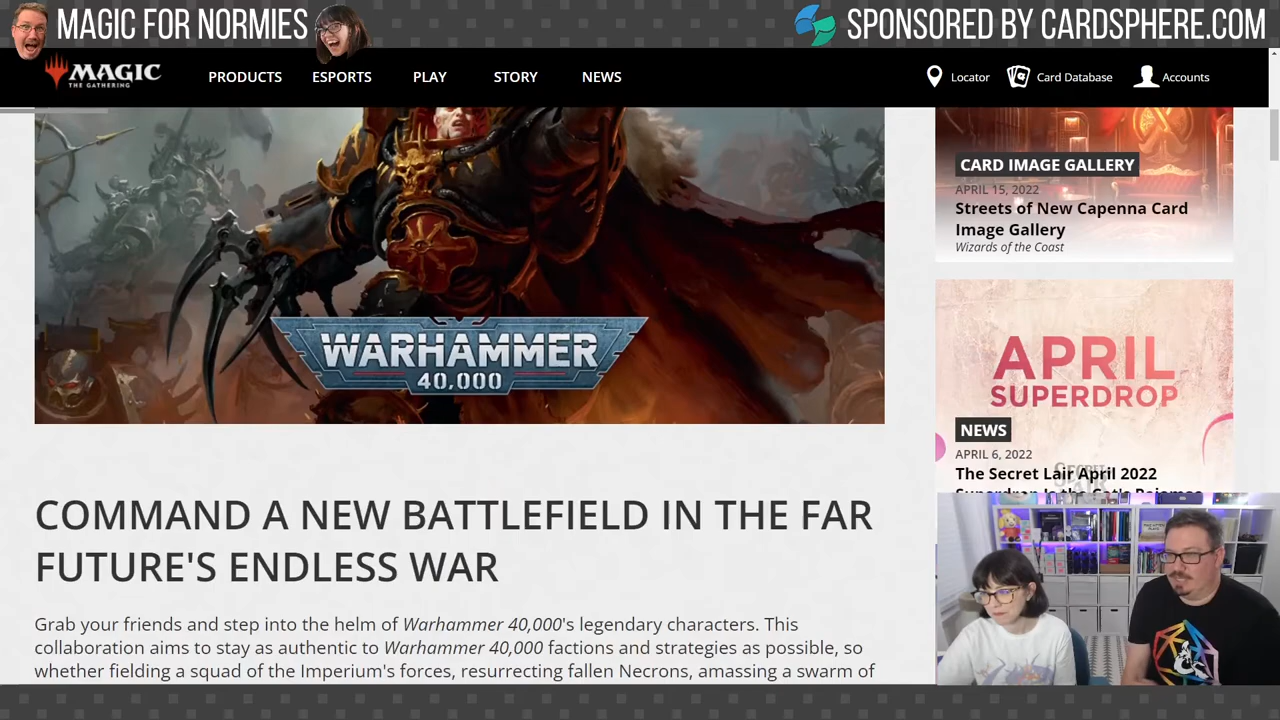 MAGIC FOR NORMIES
SPONSORED BY CARDSPHERE.COM
MAGIC
THE GATHERING
PRODUCTS
ESPORTS
PLAY
STORY
NEWS
Locator
Card Database
Accounts
WARHAMMER
40,000
COMMAND A NEW BATTLEFIELD IN THE FAR
FUTURE'S ENDLESS WAR
Grab your friends and step into the helm of Warhammer 40,000's legendary characters. This
collaboration aims to stay as authentic to Warhammer 40,000 factions and strategies as possible, so
whether fielding a squad of the Imperium's forces, resurrecting fallen Necrons, amassing a swarm of
CARD IMAGE GALLERY
APRIL 15, 2022
Streets of New Capenna Card
Image Gallery
Wizards of the Coast
APRIL
SUPERDROP
NEWS
APRIL 6, 2022
The Secret Lair April 2022